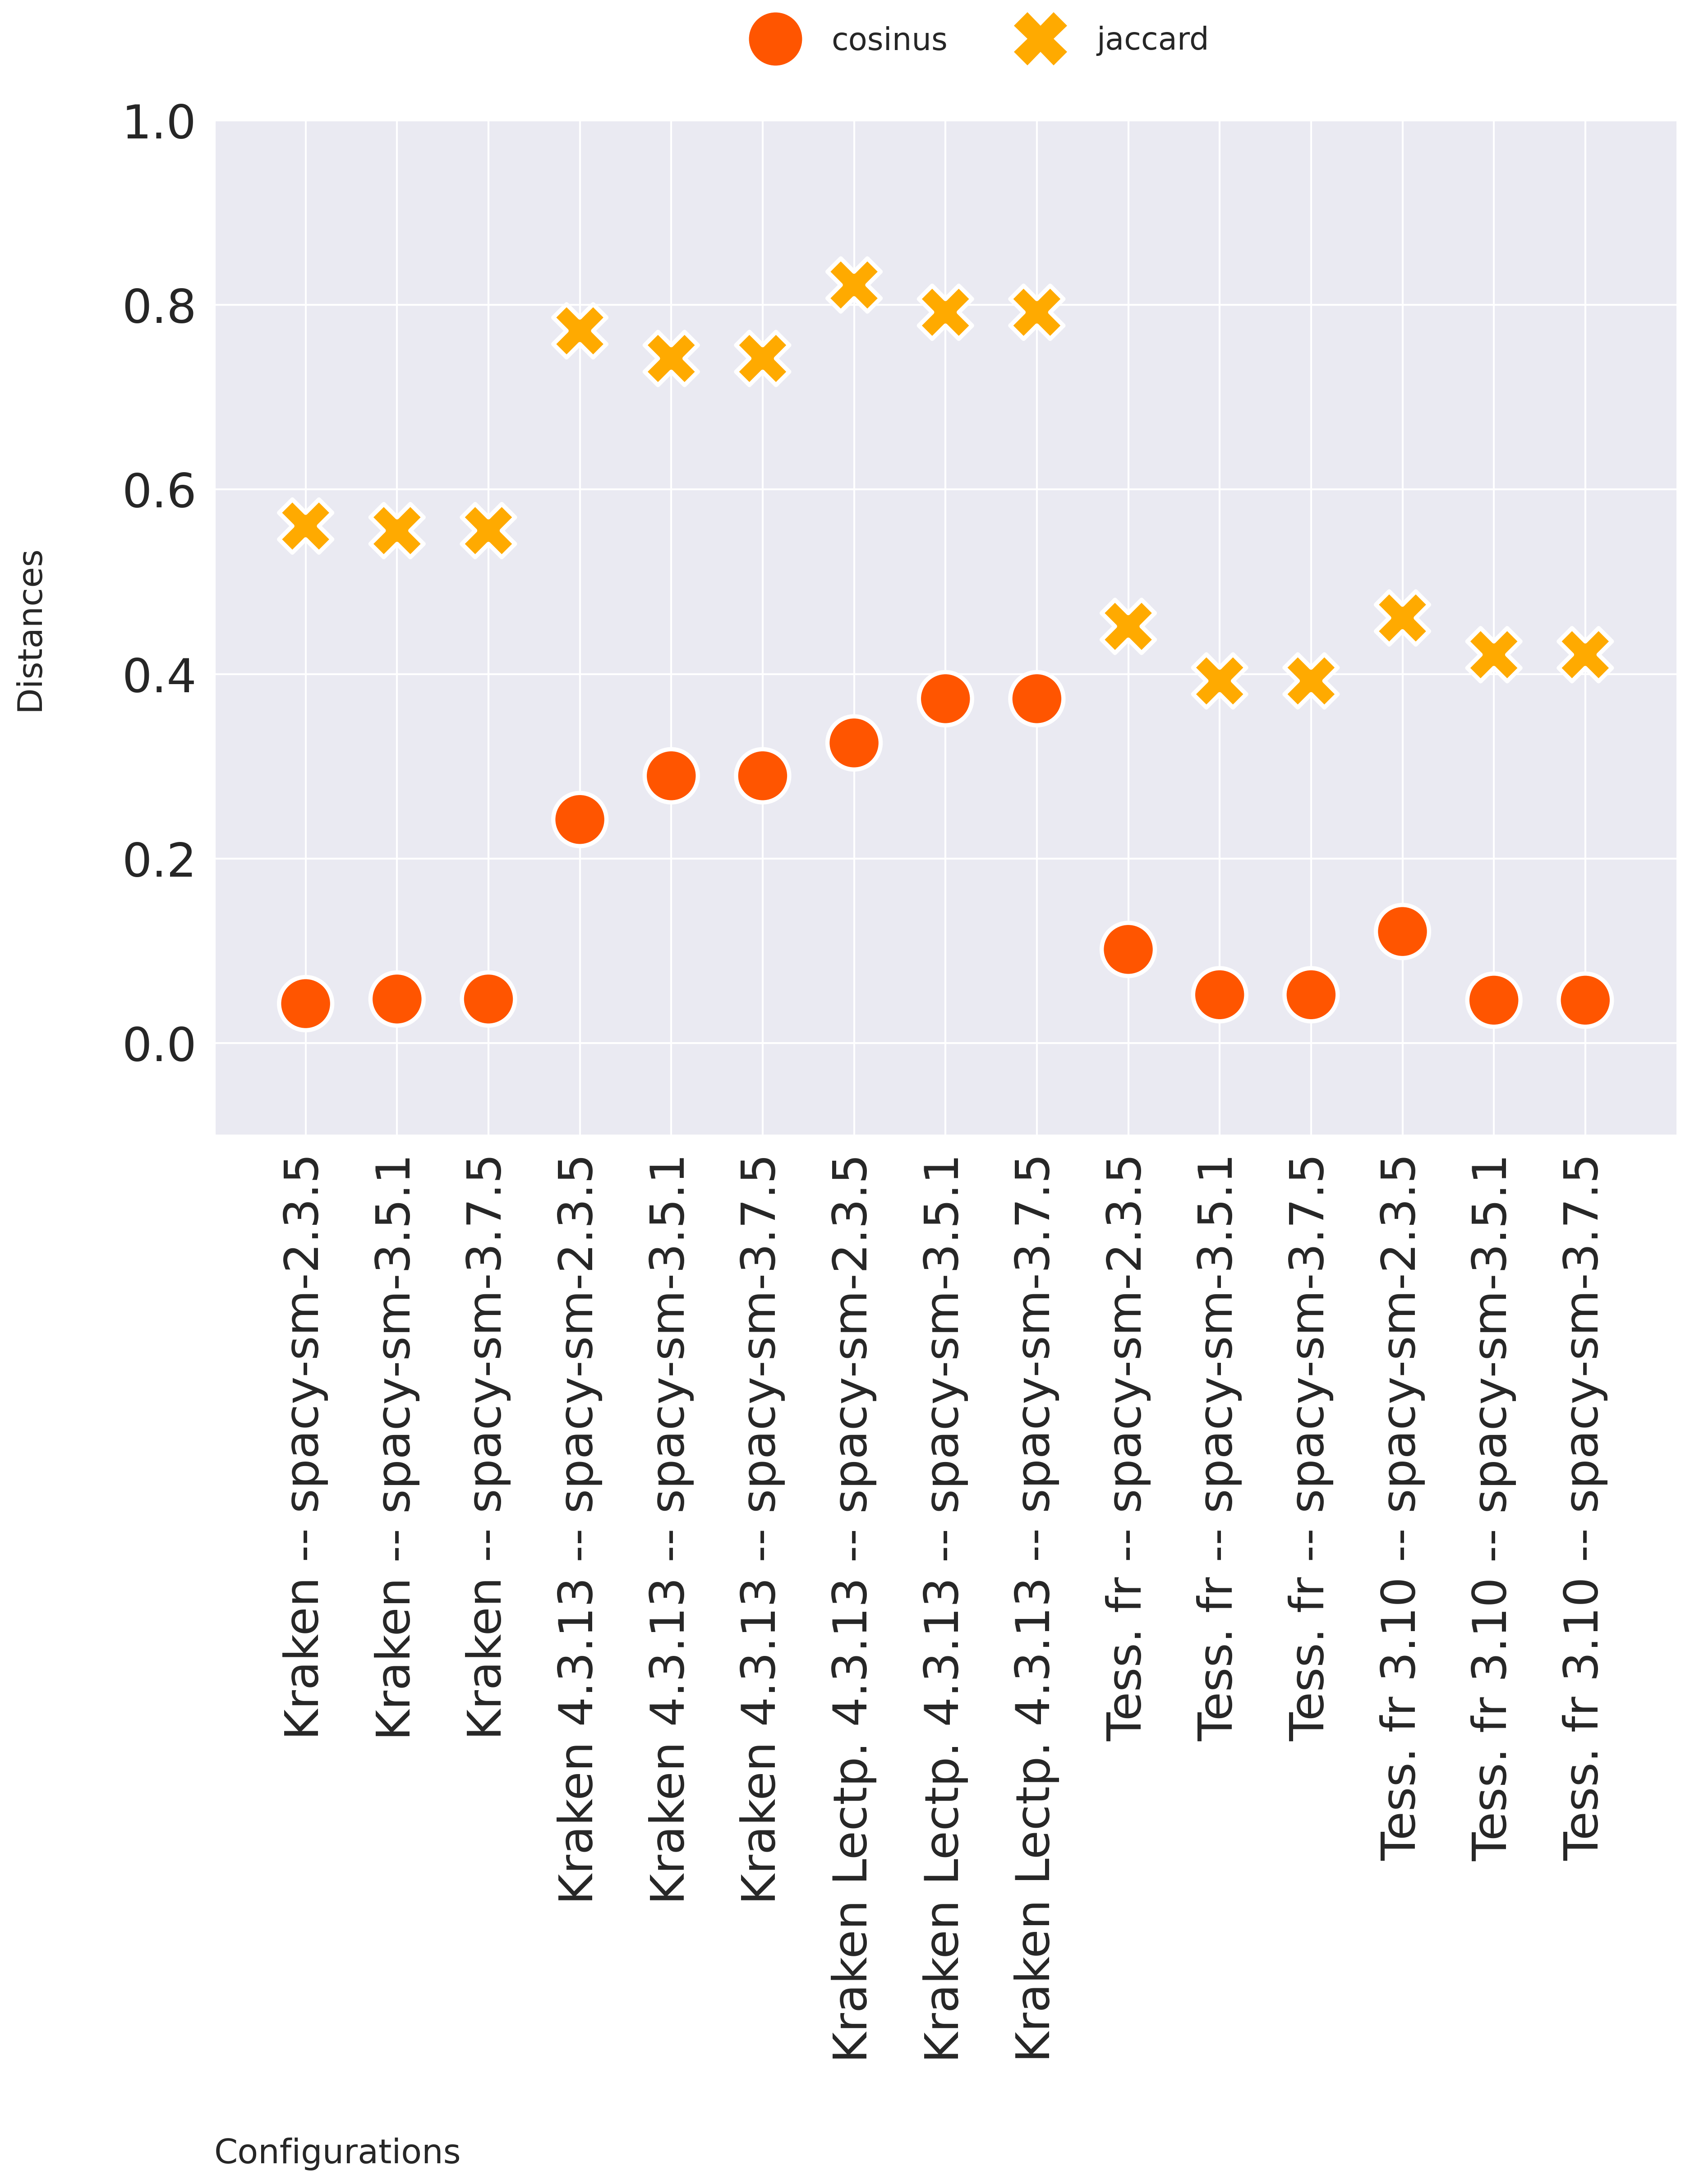 cosinus jaccard
1.0
0.8
0.6
0.4
0.2
0.0
Distances
Kraken -- spacy-sm-2.3.5
Kraken -- spacy-sm-3.5.1
Kraken -- spacy-sm-3.7.5
Kraken 4.3.13 -- spacy-sm-2.3.5
Kraken 4.3.13 -- spacy-sm-3.5.1
Kraken 4.3.13 -- spacy-sm-3.7.5
Kraken Lectp. 4.3.13 -- spacy-sm-2.3.5
Kraken Lectp. 4.3.13 -- spacy-sm-3.5.1
Kraken Lectp. 4.3.13 -- spacy-sm-3.7.5
Tess. fr -- spacy-sm-2.3.5
Tess. fr -- spacy-sm-3.5.1
Tess. fr -- spacy-sm-3.7.5
Tess. fr 3.10 -- spacy-sm-2.3.5
Tess. fr 3.10 -- spacy-sm-3.5.1
Tess. fr 3.10 -- spacy-sm-3.7.5
Configurations